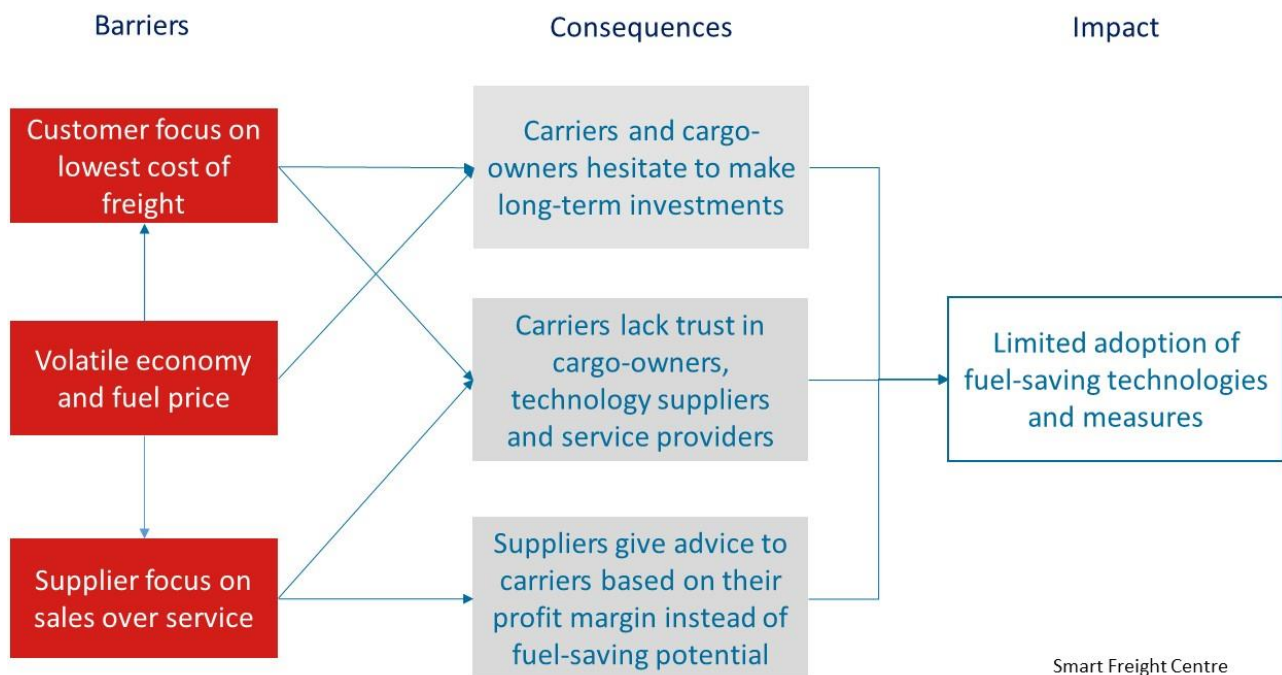 Barriers
Consequences
Impact
Customer focus on
lowest cost of
freight
Volatile economy
and fuel price
Supplier focus on
sales over service
Carriers and cargo-
owners hesitate to make
long-term investments
Carriers lack trust in
cargo-owners,
technology suppliers
and service providers
Suppliers give advice to
carriers based on their
profit margin instead of
fuel-saving potential
Limited adoption of
fuel-saving technologies
and measures
Smart Freight Centre